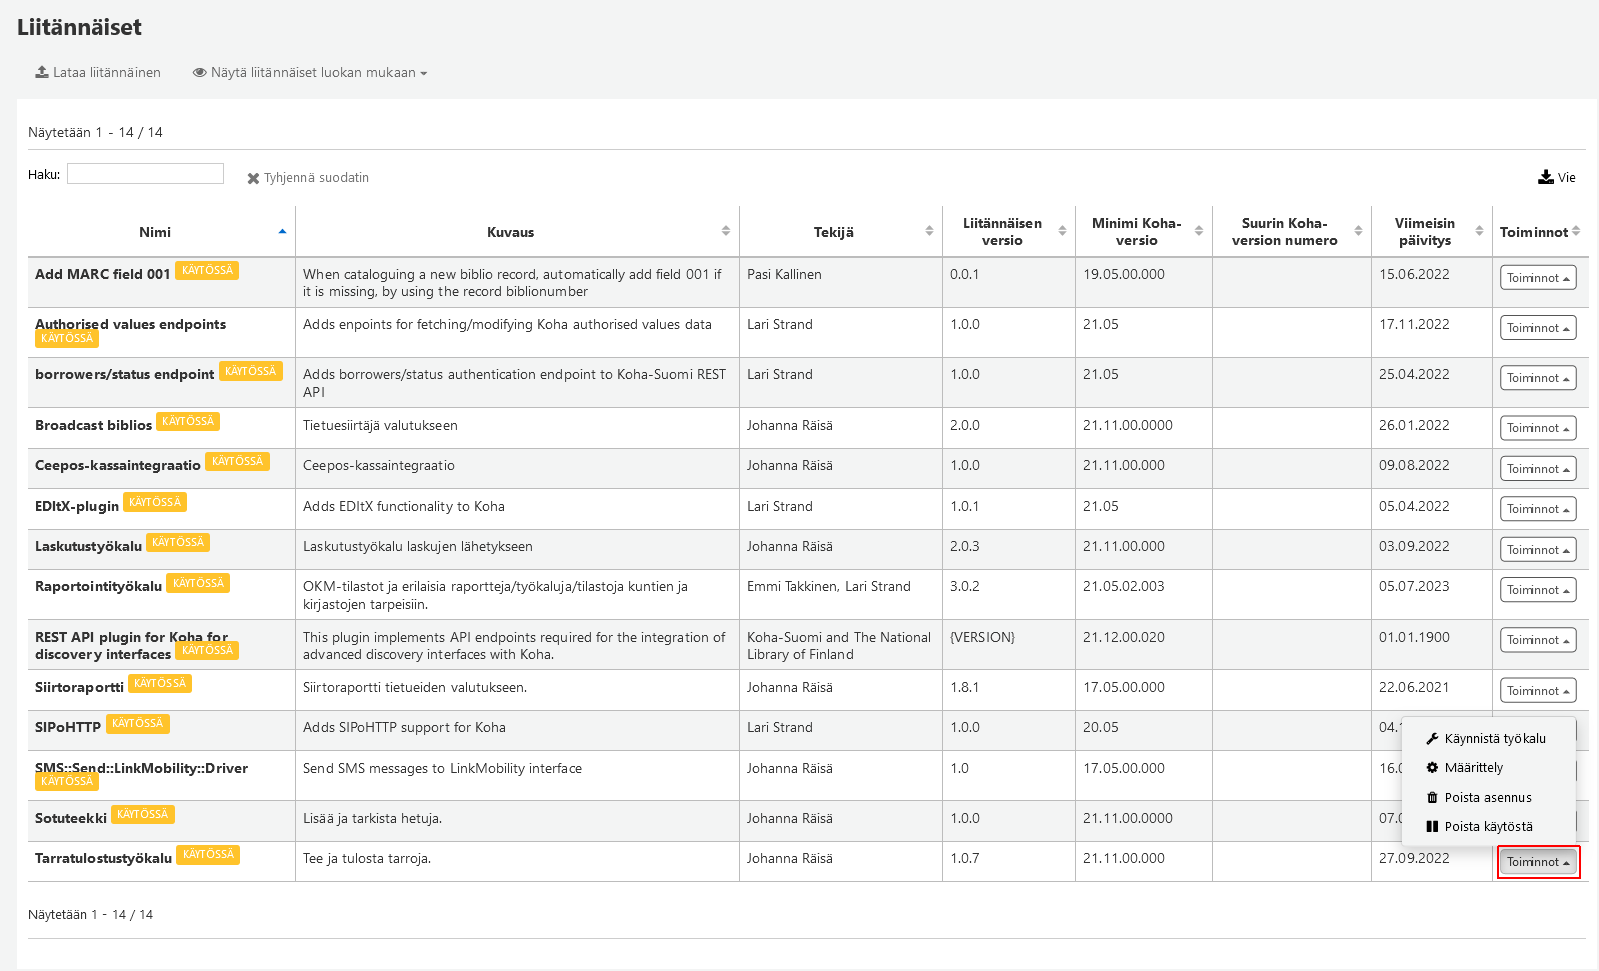 Liitännäiset
Lataa liitännäinen Näytä liitännäiset luokan mukaan
Näytetään 1 - 14 / 14
Haku: Tyhjennä suodatin Vie
Nimi Kuvaus Tekijä Liitännäisen versio Minimi Koha-versio Suurin Koha-version numero Viimeisin päivitys Toiminnot
Add MARC field 001 KÄYTÖSSÄ When cataloguing a new biblio record, automatically add field 001 if Pasi Kallinen 0.0.1 19.05.00.000 15.06.2022 Toiminnot
it is missing, by using the record biblionumber
Authorised values endpoints Adds enpoints for fetching/modifying Koha authorised values data Lari Strand 1.0.0 21.05 17.11.2022 Toiminnot
KÄYTÖSSÄ
borrowers/status endpoint KÄYTÖSSÄ Adds borrowers/status authentication endpoint to Koha-Suomi REST Lari Strand 1.0.0 21.05 25.04.2022 Toiminnot
API
Broadcast biblios KÄYTÖSSÄ Tietuesiirtäjä valutukseen Johanna Räisä 2.0.0 21.11.00.0000 26.01.2022 Toiminnot
Ceepos-kassaintegraatio KÄYTÖSSÄ Ceepos-kassaintegraatio Johanna Räisä 1.0.0 21.11.00.000 09.08.2022 Toiminnot
EDItX-plugin KÄYTÖSSÄ Adds EDItX functionality to Koha Lari Strand 1.0.1 21.05 05.04.2022 Toiminnot
Laskutustyökalu KÄYTÖSSÄ Laskutustyökalu laskujen lähetykseen Johanna Räisä 2.0.3 21.11.00.000 03.09.2022 Toiminnot
Raportointityökalu KÄYTÖSSÄ OKM-tilastot ja erilaisia raportteja/työkaluja/tilastoja kuntien ja Emmi Takkinen, Lari Strand 3.0.2 21.05.02.003 05.07.2023 Toiminnot
kirjastojen tarpeisiin.
REST API plugin for Koha for This plugin implements API endpoints required for the integration of Koha-Suomi and The National {VERSION} 21.12.00.020 01.01.1900 Toiminnot
discovery interfaces KÄYTÖSSÄ advanced discovery interfaces with Koha. Library of Finland
Siirtoraportti KÄYTÖSSÄ Siirtoraportti tietueiden valutukseen. Johanna Räisä 1.8.1 17.05.00.000 22.06.2021 Toiminnot
SIPoHTTP KÄYTÖSSÄ Adds SIPoHTTP support for Koha Lari Strand 1.0.0 20.05 04.
Käynnistä työkalu
SMS::Send::LinkMobility::Driver Send SMS messages to LinkMobility interface Johanna Räisä 1.0 17.05.00.000 16.0
Määrittely
KÄYTÖSSÄ
Poista asennus
Sotuteekki KÄYTÖSSÄ Lisää ja tarkista hetuja. Johanna Räisä 1.0.0 21.11.00.0000 07.0
Poista käytöstä
Tarratulostustyökalu KÄYTÖSSÄ Tee ja tulosta tarroja. Johanna Räisä 1.0.7 21.11.00.000 27.09.2022 Toiminnot
Näytetään 1 - 14 / 14